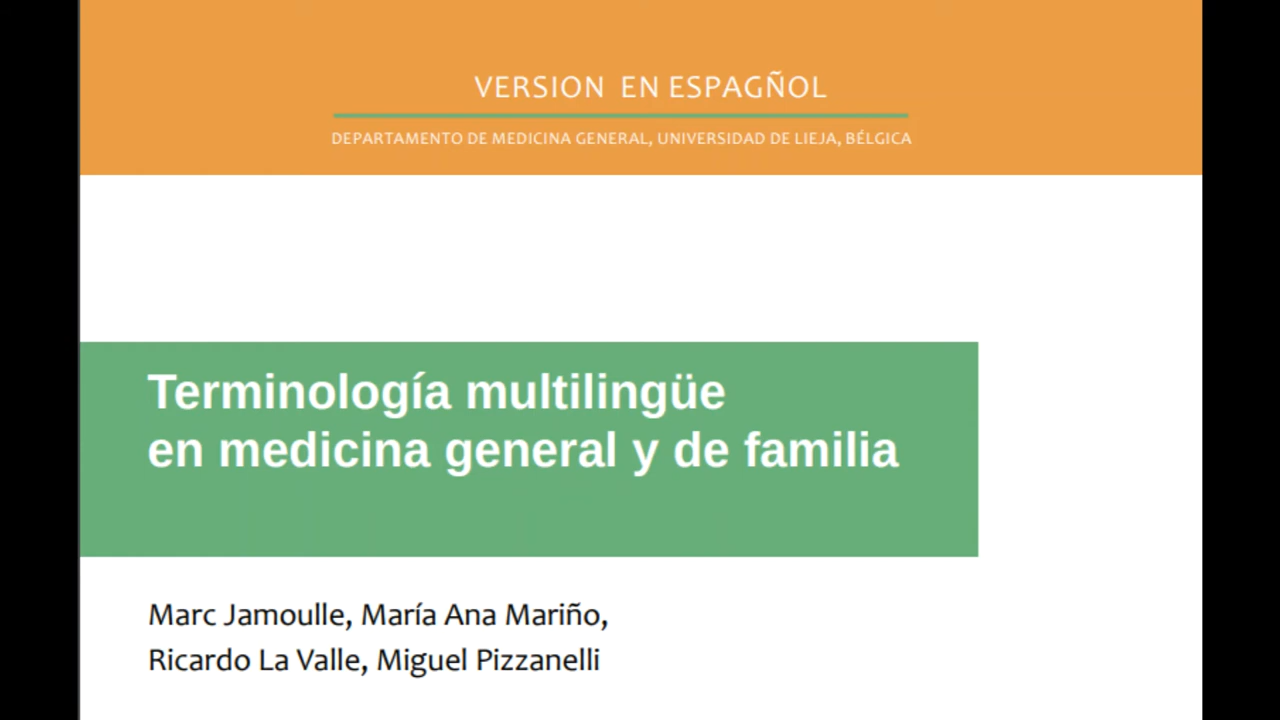 VERSION EN ESPAGÑOL
DEPARTAMENTO DE MEDICINA GENERAL, UNIVERSIDAD DE LIEJA, BÉLGICA
Terminología multilingüe
en medicina general y de familia
Marc Jamoulle, María Ana Mariño,
Ricardo La Valle, Miguel Pizzanelli